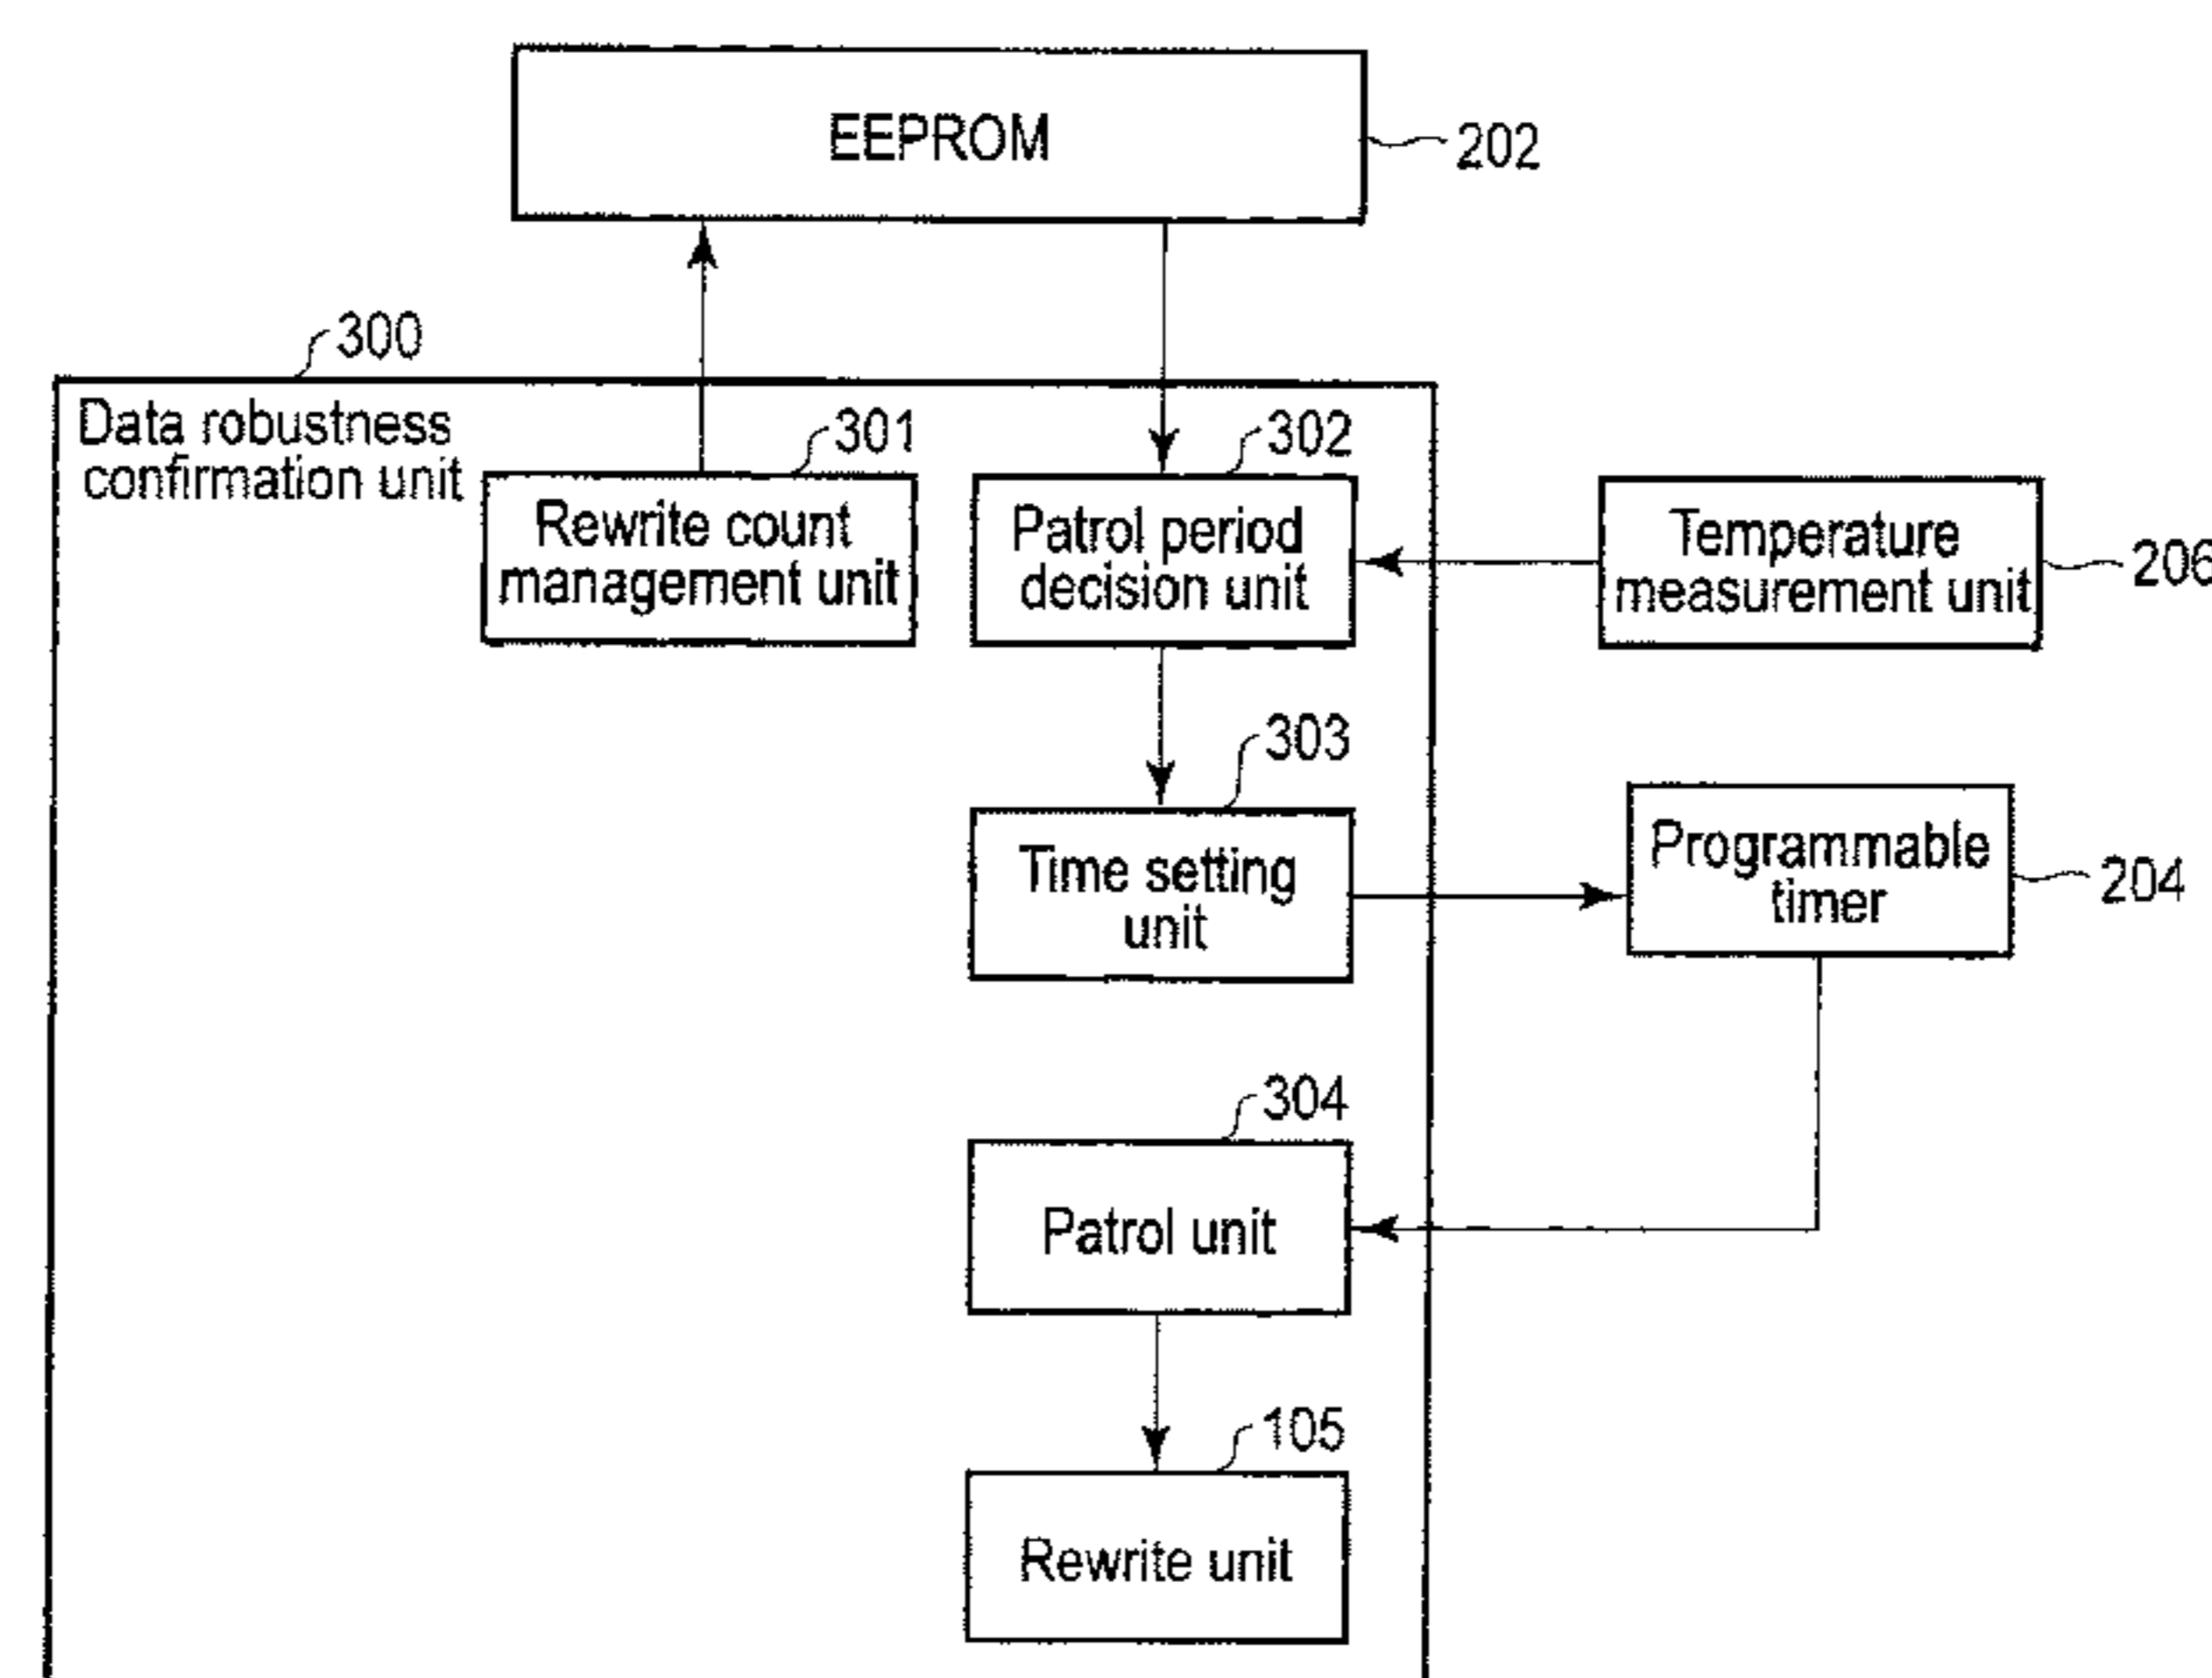 EEPROM
202
300
Data robustness
confirmation unit
301
302
Rewrite count
management unit
Patrol period
decision unit
Temperature
measurement unit
206
303
Time setting
unit
Programmable
timer
204
304
Patrol unit
105
Rewrite unit